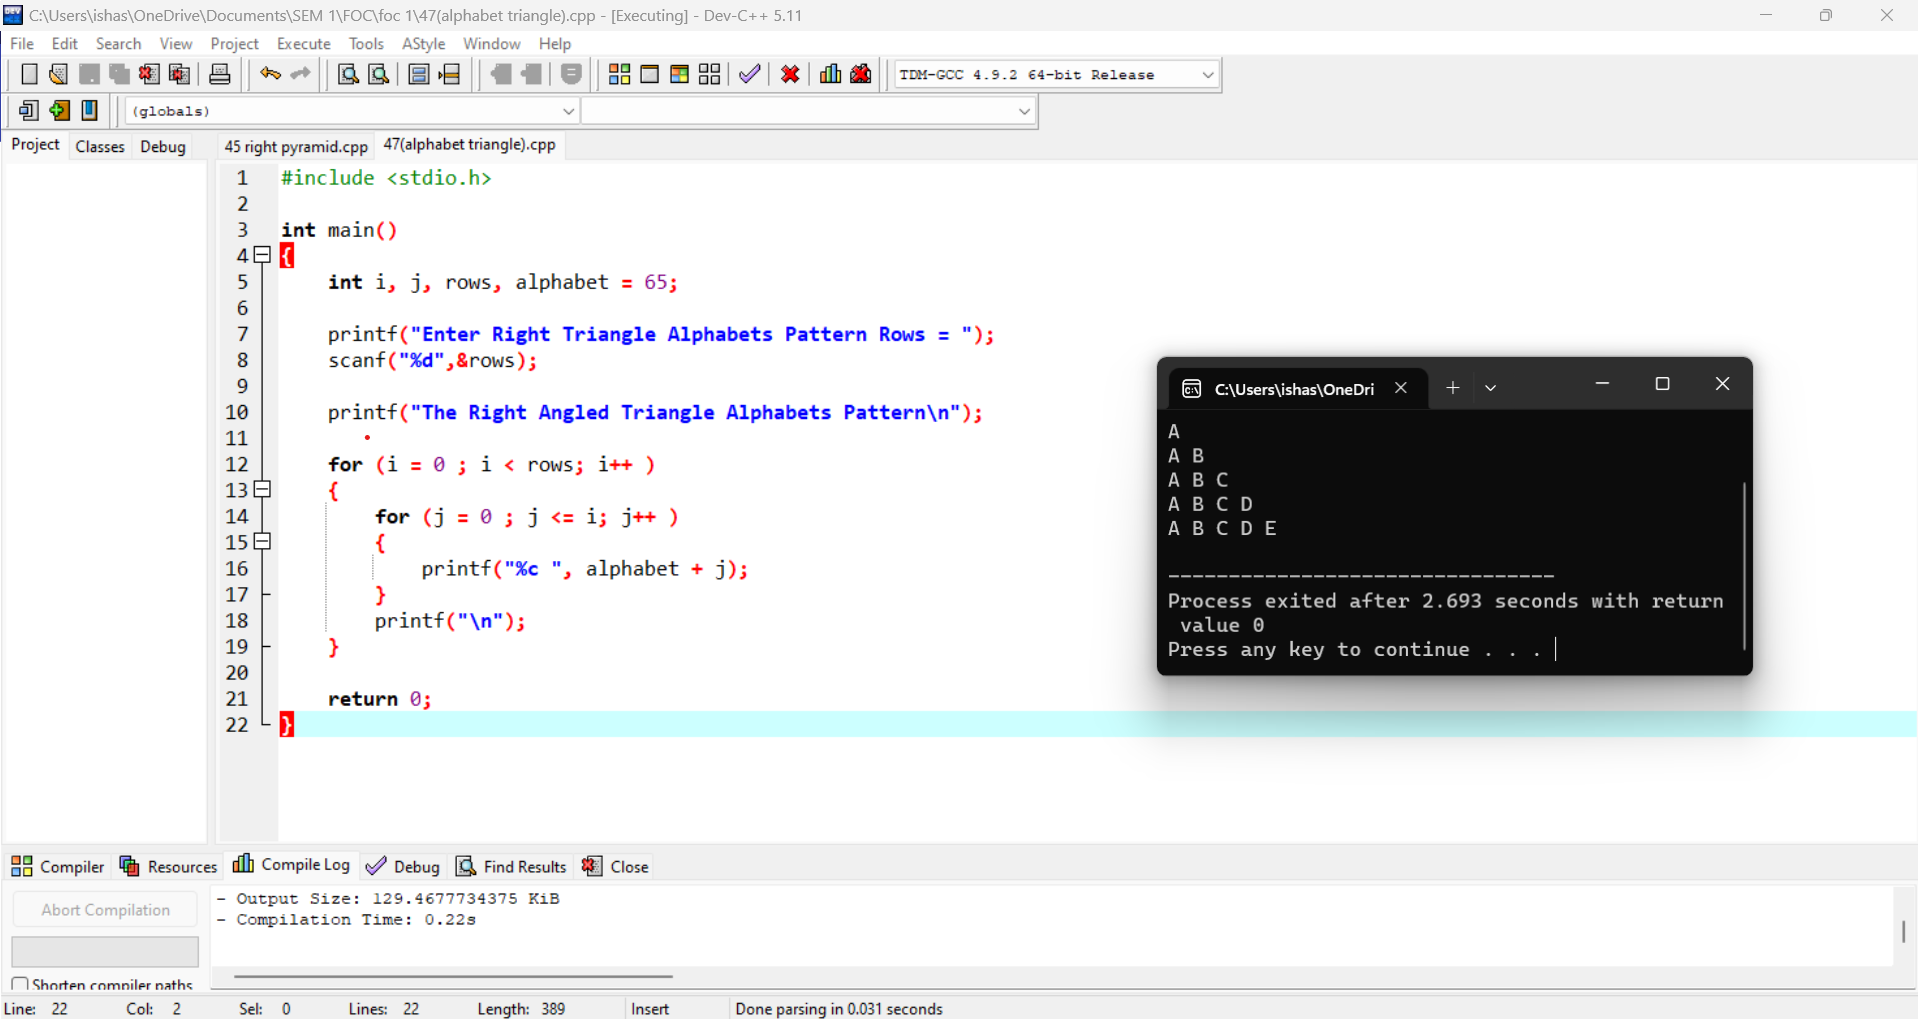 C:\Users\ishas\OneDrive\Documents\SEM 1\FOC\foc 1\47(alphabet triangle).cpp - [Executing] - Dev-C++ 5.11
File Edit Search View Project Execute Tools AStyle Window Help
TDM-GCC 4.9.2 64-bit Release
(globals)
Project Classes Debug 45 right pyramid.cpp 47(alphabet triangle).cpp
1 #include <stdio.h>
2
3 int main()
4 {
5 int i, j, rows, alphabet = 65;
6
7 printf("Enter Right Triangle Alphabets Pattern Rows = ");
8 scanf("%d",&rows);
9
10 printf("The Right Angled Triangle Alphabets Pattern\n");
11
12 for (i = 0 ; i < rows; i++ )
13 {
14 for (j = 0 ; j <= i; j++ )
15 {
16 printf("%c ", alphabet + j);
17 }
18 printf("\n");
19 }
20
21 return 0;
22 }
C:\Users\ishas\OneDri
A
A B
A B C
A B C D
A B C D E
--------------------------------
Process exited after 2.693 seconds with return
value 0
Press any key to continue . . .
Compiler Resources Compile Log Debug Find Results Close
Abort Compilation
Shorten compiler paths
- Output Size: 129.4677734375 KiB
- Compilation Time: 0.22s
Line: 22 Col: 2 Sel: 0 Lines: 22 Length: 389 Insert Done parsing in 0.031 seconds